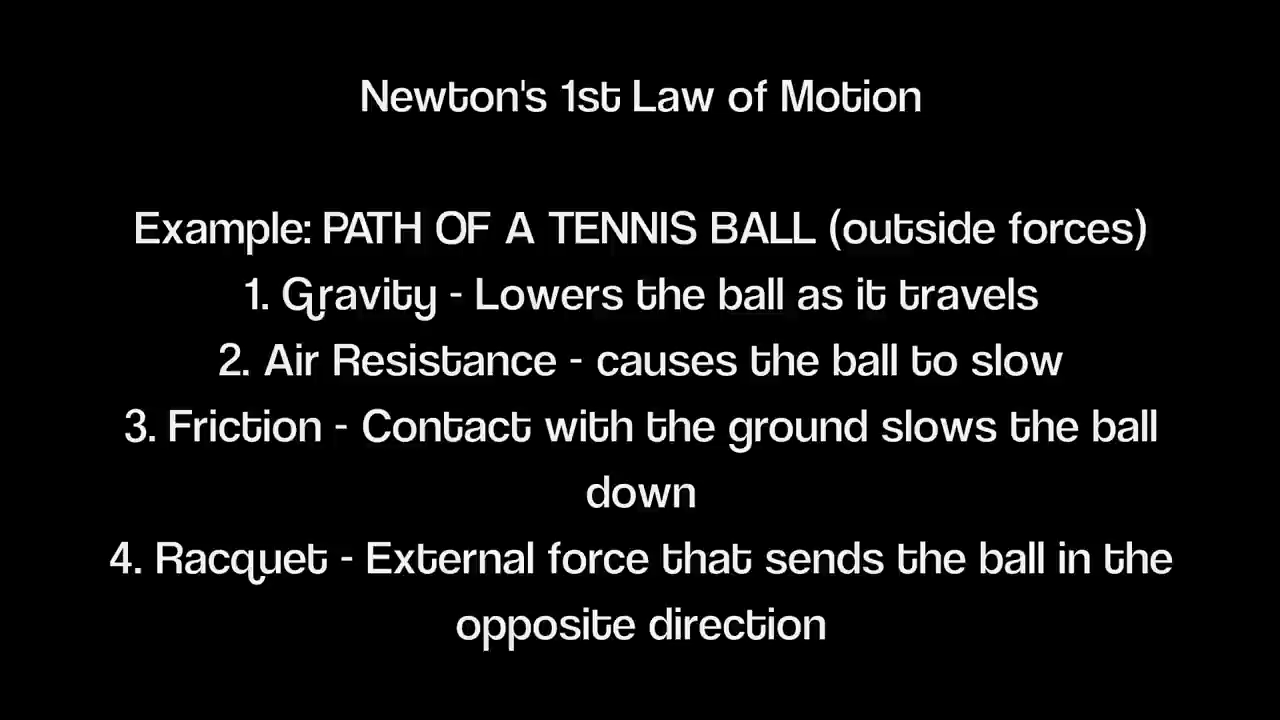 Newton's 1st Law of Motion
Example: PATH OF A TENNIS BALL (outside forces)
1. Gravity - Lowers the ball as it travels
2. Air Resistance - causes the ball to slow
3. Friction - Contact with the ground slows the ball
down
4. Racquet - External force that sends the ball in the
opposite direction